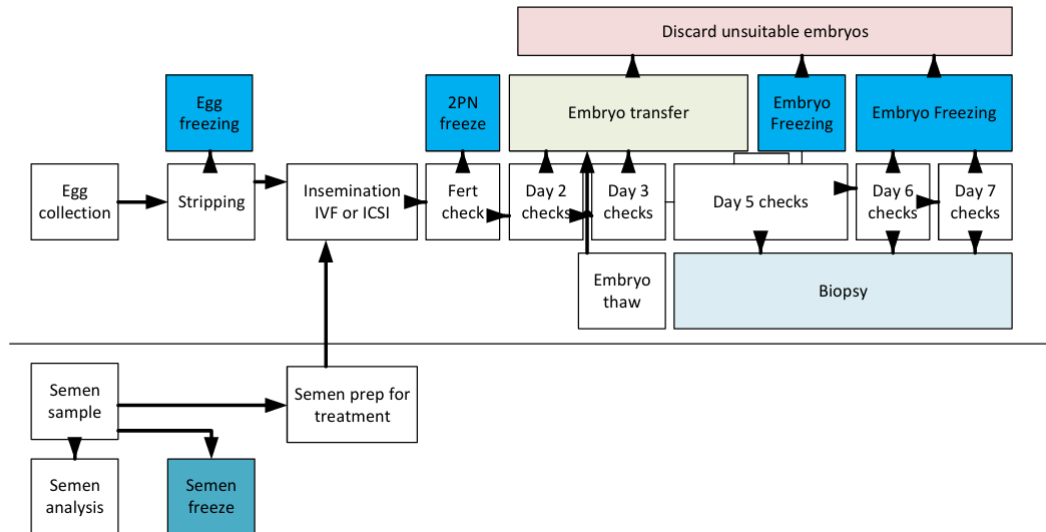 Discard unsuitable embryos
Egg
freezing
2PN
freeze
Embryo transfer
Embryo
Freezing
Embryo Freezing
Egg
collection
Stripping
Insemination
IVF or ICSI
Fert
check
Day 2
checks
Day 3
checks
Day 5 checks
Day 6
checks
Day 7
checks
Embryo
thaw
Biopsy
Semen
sample
Semen prep for
treatment
Semen
analysis
Semen
freeze